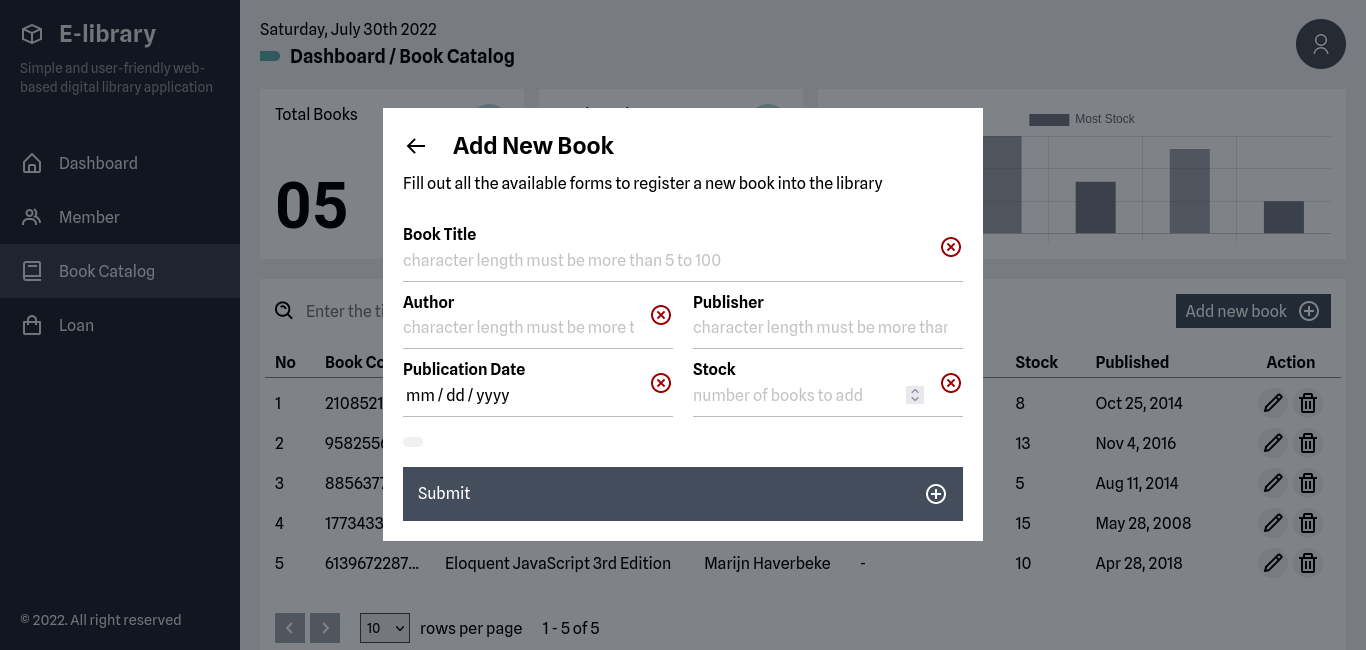 E-library
Simple and user-friendly web-
based digital library application
Dashboard
Member
Book Catalog
Loan
© 2022. All right reserved
Saturday, July 30th 2022
Dashboard / Book Catalog
Total Books
05
Most Stock
Enter the ti
Add new book
No Book Co Stock Published Action
1 2108521 8 Oct 25, 2014
2 958255 13 Nov 4, 2016
3 885637 5 Aug 11, 2014
4 1773433 15 May 28, 2008
5 6139672287... Eloquent JavaScript 3rd Edition Marijn Haverbeke - 10 Apr 28, 2018
10 rows per page 1 - 5 of 5
Add New Book
Fill out all the available forms to register a new book into the library
Book Title
character length must be more than 5 to 100
Author
character length must be more t
Publisher
character length must be more than
Publication Date
mm / dd / yyyy
Stock
number of books to add
Submit